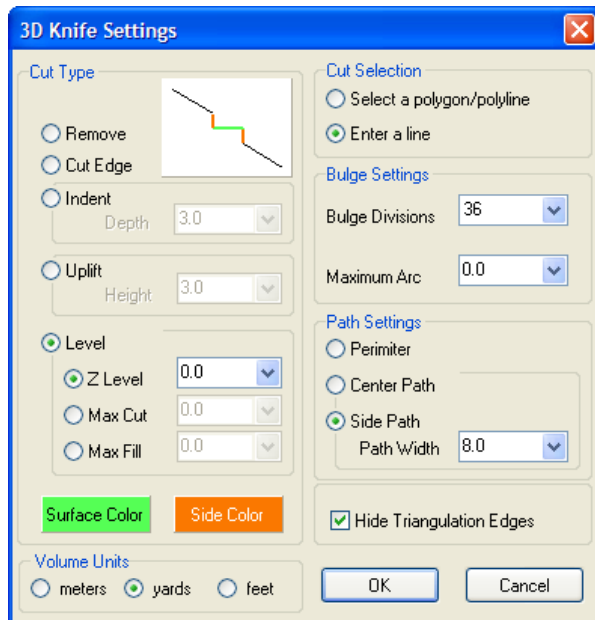 3D Knife Settings
Cut Type
Remove
Cut Edge
Indent
Depth 3.0
Uplift
Height 3.0
Level
Z Level 0.0
Max Cut 0.0
Max Fill 0.0
Surface Color Side Color
Volume Units
meters yards feet
Cut Selection
Select a polygon/polyline
Enter a line
Bulge Settings
Bulge Divisions 36
Maximum Arc 0.0
Path Settings
Perimiter
Center Path
Side Path
Path Width 8.0
Hide Triangulation Edges
OK Cancel